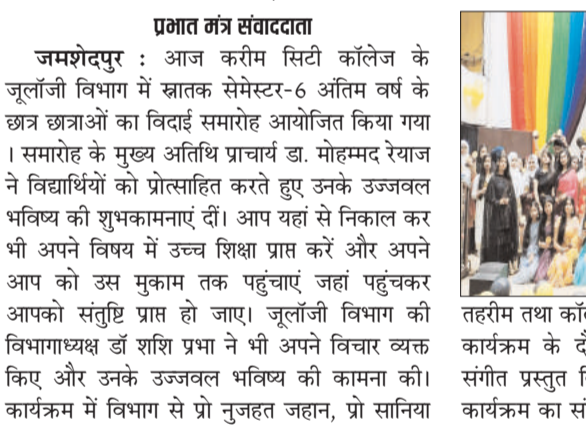 प्रभात मंत्र संवाददाता
जमशेदपुर : आज करीम सिटी कॉलेज के
जूलॉजी विभाग में स्नातक सेमेस्टर-6 अंतिम वर्ष के
छात्र छात्राओं का विदाई समारोह आयोजित किया गया
। समारोह के मुख्य अतिथि प्राचार्य डा. मोहम्मद रेयाज
ने विद्यार्थियों को प्रोत्साहित करते हुए उनके उज्जवल
भविष्य की शुभकामनाएं दीं। आप यहां से निकाल कर
भी अपने विषय में उच्च शिक्षा प्राप्त करें और अपने
आप को उस मुकाम तक पहुंचाएं जहां पहुंचकर
आपको संतुष्टि प्राप्त हो जाए। जूलॉजी विभाग की
विभागाध्यक्ष डॉ शशि प्रभा ने भी अपने विचार व्यक्त
किए और उनके उज्जवल भविष्य की कामना की।
कार्यक्रम में विभाग से प्रो नुजहत जहान, प्रो सानिया
तहरीम तथा
कार्यक्रम के
संगीत प्रस्तुत
कार्यक्रम का